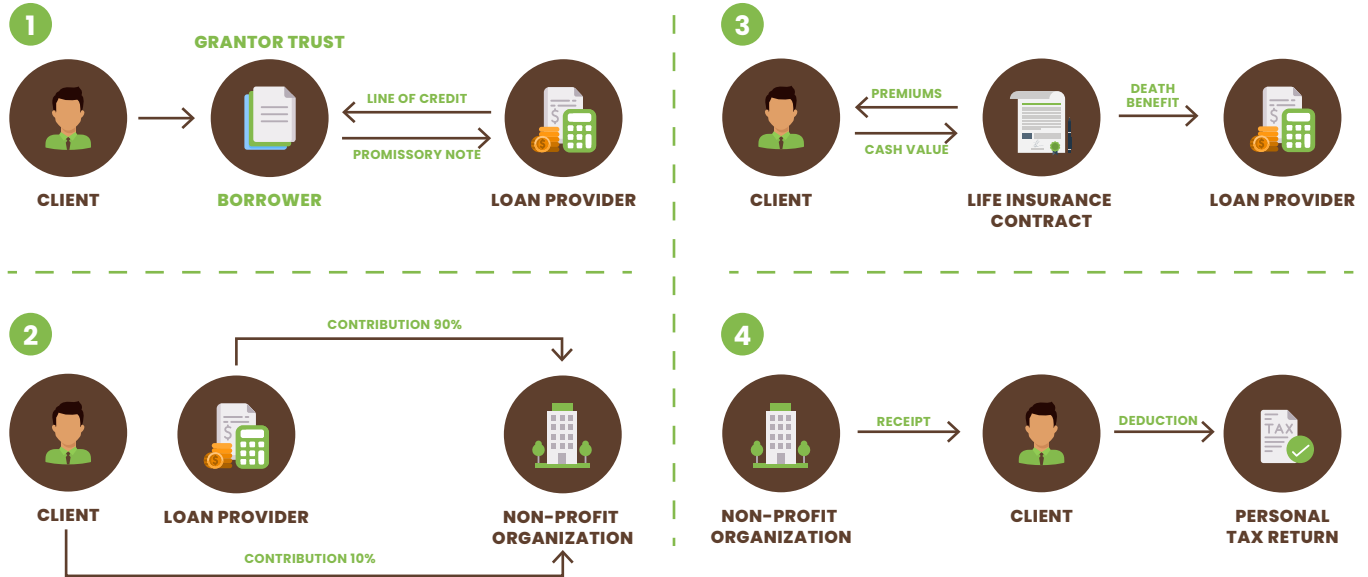 1
GRANTOR TRUST
LINE OF CREDIT
PROMISSORY NOTE
CLIENT
BORROWER
LOAN PROVIDER
2
CONTRIBUTION 90%
CLIENT
LOAN PROVIDER
NON-PROFIT
ORGANIZATION
CONTRIBUTION 10%
3
PREMIUMS
CASH VALUE
DEATH
BENEFIT
CLIENT
LIFE INSURANCE
CONTRACT
LOAN PROVIDER
4
RECEIPT
DEDUCTION
TAX
NON-PROFIT
ORGANIZATION
CLIENT
PERSONAL
TAX RETURN